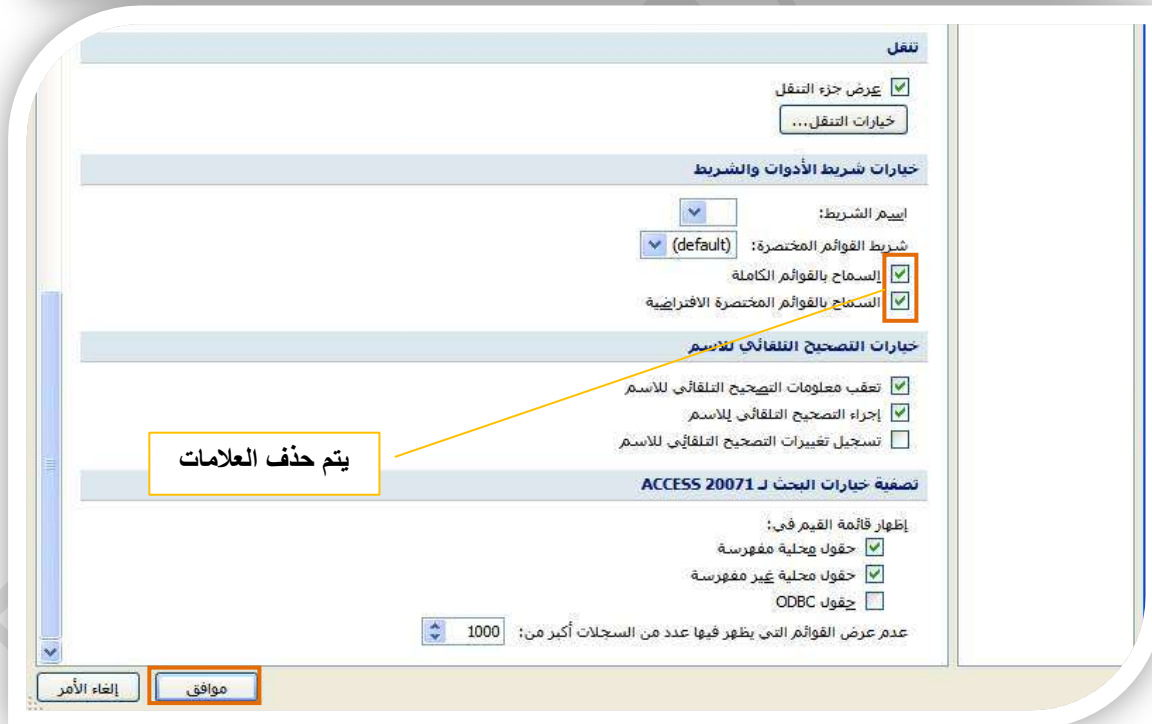 تنقل
عرض جزء التنقل
خيارات التنقل...
خيارات شريط الأدوات والشريط
اسم الشريط:
شريط القوائم المختصرة: (default)
السماح بالقوائم الكاملة
السماح بالقوائم المختصرة الافتراضية
خيارات التصحيح التلقائي للاسم
تعقب معلومات التصحيح التلقائي للاسم
إجراء التصحيح التلقائي للاسم
تسجيل تغييرات التصحيح التلقائي للاسم
يتم حذف العلامات
تصفية خيارات البحث لـ ACCESS 20071
إظهار قائمة القيم في:
حقول محلية مفهرسة
حقول محلية غير مفهرسة
حقول ODBC
عدم عرض القوائم التي يظهر فيها عدد من السجلات أكبر من: 1000
موافق إلغاء الأمر